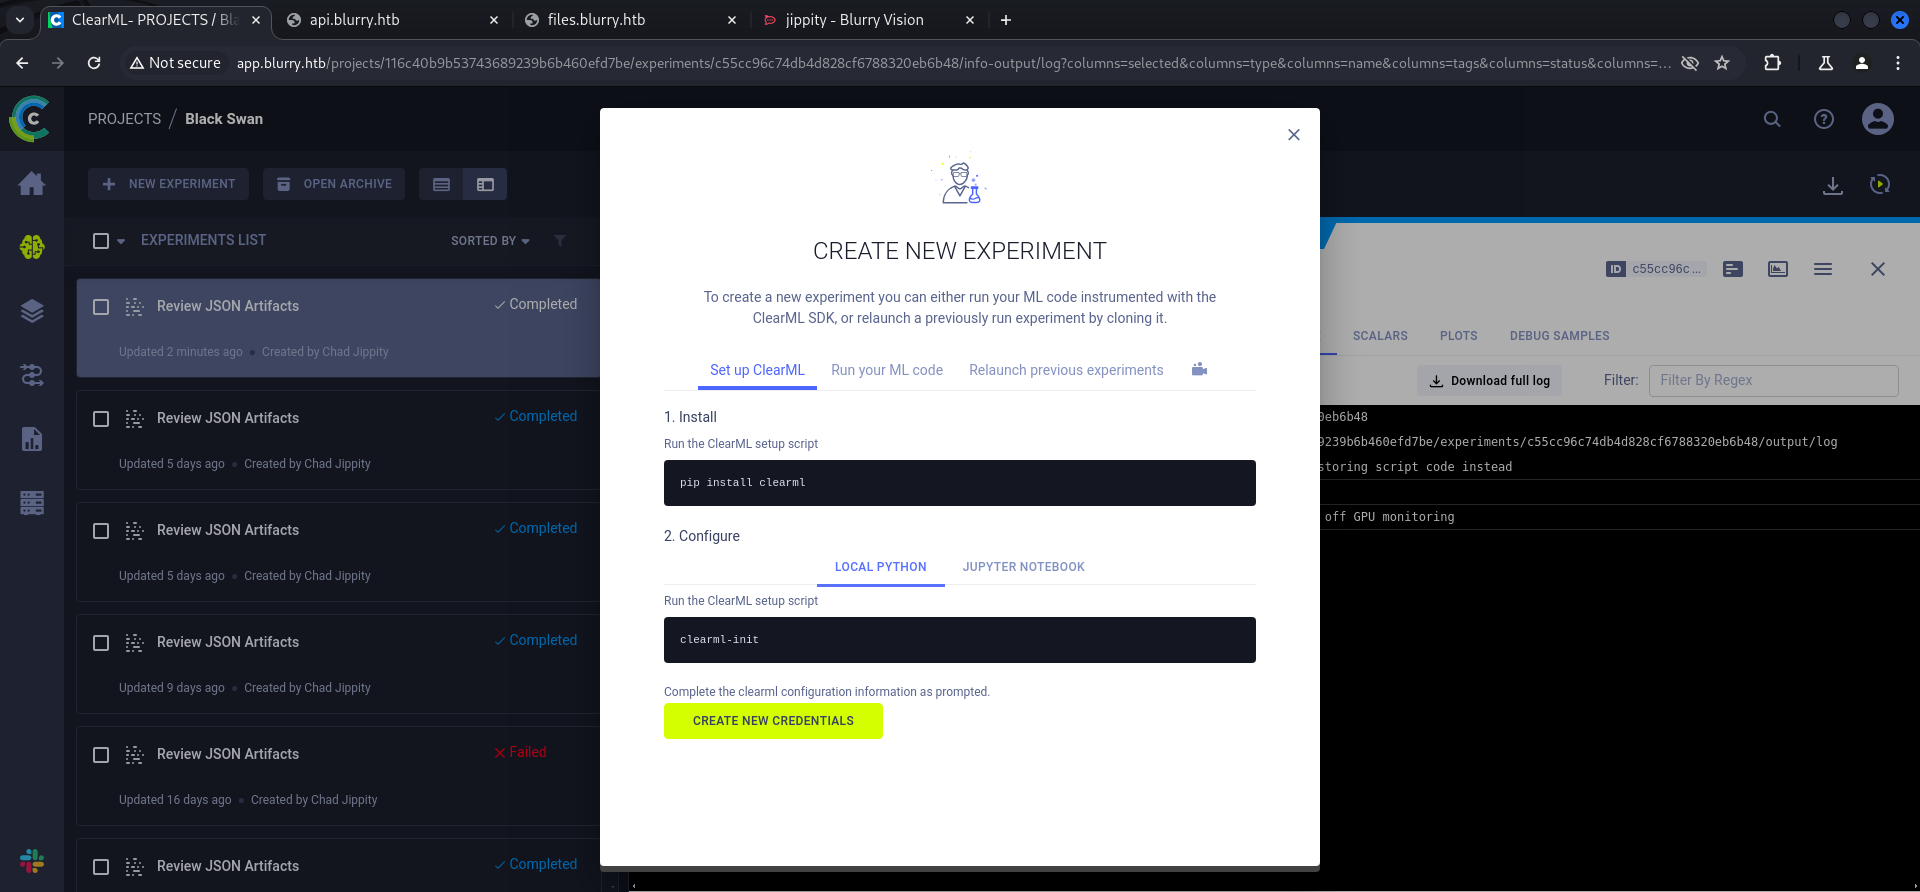 ClearML- PROJECTS / Bla
api.blurry.htb
files.blurry.htb
jippity - Blurry Vision
Not secure
app.blurry.htb/projects/116c40b9b53743689239b6b460efd7be/experiments/c55cc96c74db4d828cf6788320eb6b48/info-output/log?columns=selected&columns=type&columns=name&columns=tags&columns=status&columns=...
PROJECTS / Black Swan
NEW EXPERIMENT
OPEN ARCHIVE
EXPERIMENTS LIST
SORTED BY
Review JSON Artifacts
Completed
Updated 2 minutes ago
Created by Chad Jippity
Review JSON Artifacts
Completed
Updated 5 days ago
Created by Chad Jippity
Review JSON Artifacts
Completed
Updated 5 days ago
Created by Chad Jippity
Review JSON Artifacts
Completed
Updated 9 days ago
Created by Chad Jippity
Review JSON Artifacts
Failed
Updated 16 days ago
Created by Chad Jippity
Review JSON Artifacts
Completed
CREATE NEW EXPERIMENT
To create a new experiment you can either run your ML code instrumented with the
ClearML SDK, or relaunch a previously run experiment by cloning it.
Set up ClearML
Run your ML code
Relaunch previous experiments
1. Install
Run the ClearML setup script
pip install clearml
2. Configure
LOCAL PYTHON
JUPYTER NOTEBOOK
Run the ClearML setup script
clearml-init
Complete the clearml configuration information as prompted.
CREATE NEW CREDENTIALS
ID c55cc96c...
SCALARS
PLOTS
DEBUG SAMPLES
Download full log
Filter:
Filter By Regex
0eb6b48
9239b6b460efd7be/experiments/c55cc96c74db4d828cf6788320eb6b48/output/log
storing script code instead
off GPU monitoring